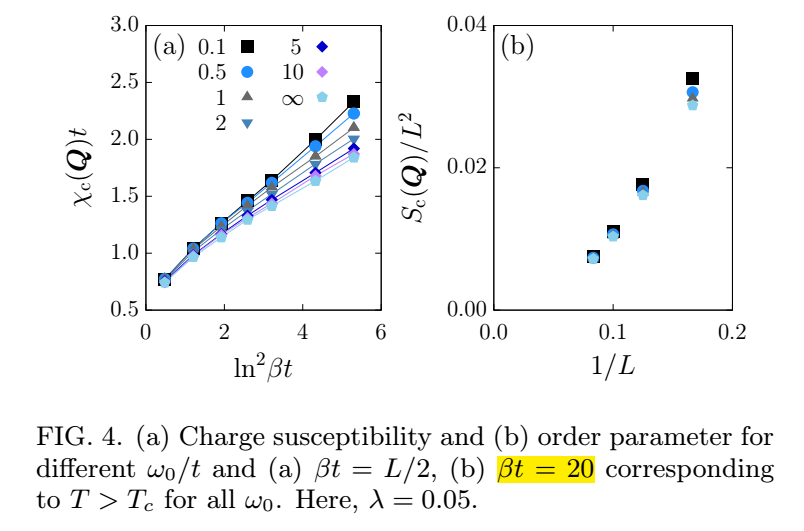 3.0
2.5
2.0
1.5
1.0
0.5
0
2
4
6
χc(Q)t
ln²βt
(a)
0.1
0.5
1
2
5
10
∞
0.04
0.02
0.00
0.0
0.1
0.2
Sc(Q)/L²
1/L
(b)
FIG. 4. (a) Charge susceptibility and (b) order parameter for
different ω₀/t and (a) βt = L/2, (b) βt = 20 corresponding
to T > Tc for all ω₀. Here, λ = 0.05.